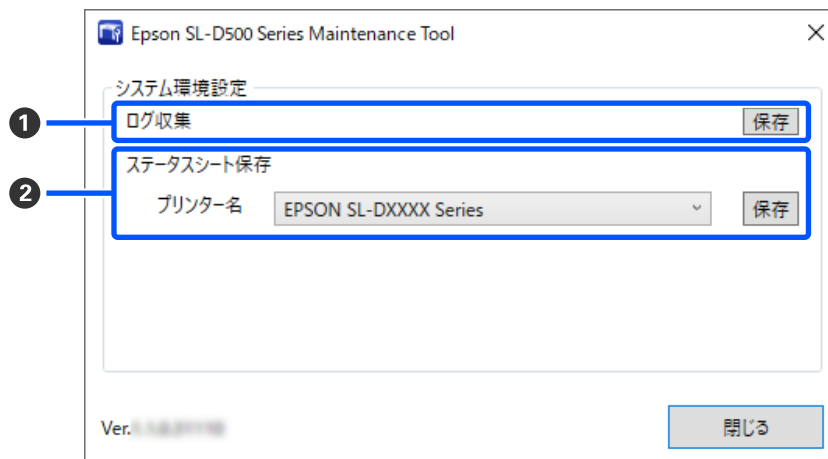 Epson SL-D500 Series Maintenance Tool
システム環境設定
1 ログ収集 保存
2 ステータスシート保存
プリンター名 EPSON SL-DXXXX Series 保存
Ver.
閉じる